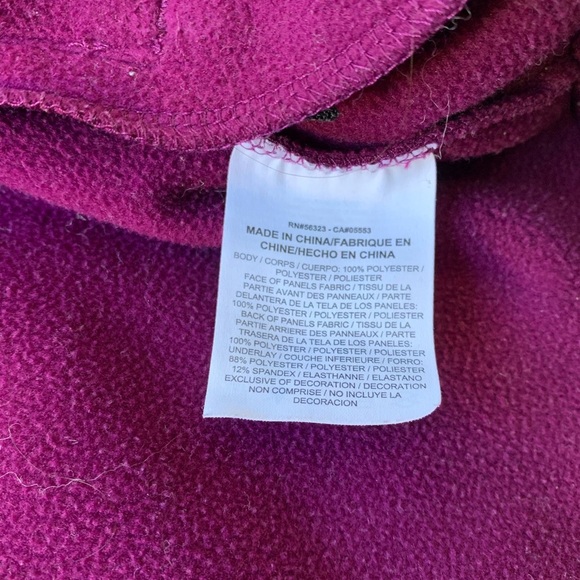 RN#56323 - CA#05553
MADE IN CHINA/FABRIQUE EN
CHINE/HECHO EN CHINA
BODY / CORPS / CUERPO: 100% POLYESTER /
POLYESTER / POLIESTER
FACE OF PANELS FABRIC / TISSU DE LA
PARTIE AVANT DES PANNEAUX / PARTE
DELANTERA DE LA TELA DE LOS PANELES:
100% POLYESTER / POLYESTER / POLIESTER
BACK OF PANELS FABRIC / TISSU DE LA
PARTIE ARRIERE DES PANNEAUX / PARTE
TRASERA DE LA TELA DE LOS PANELES:
100% POLYESTER / POLYESTER / POLIESTER
UNDERLAY / COUCHE INFERIEURE / FORRO:
88% POLYESTER / POLYESTER / POLIESTER
12% SPANDEX / ELASTHANNE / ELASTANO
EXCLUSIVE OF DECORATION / DECORATION
NON COMPRISE / NO INCLUYE LA
DECORACION